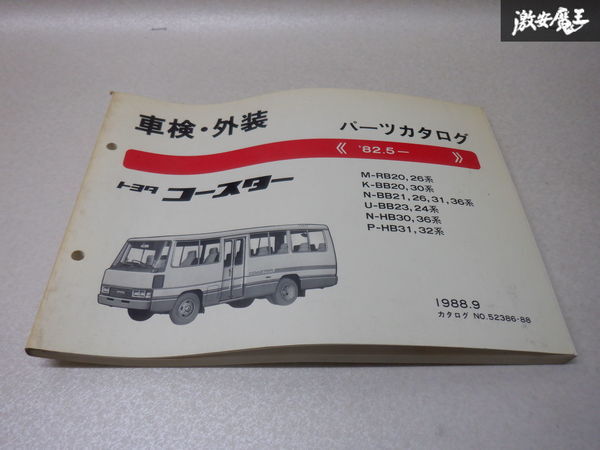 激安魔王
車検・外装
パーツカタログ
《 '82.5— 》
トヨタ コースター
M-RB20,26系
K-BB20,30系
N-BB21,26,31,36系
U-BB23,24系
N-HB30,36系
P-HB31,32系
1988.9
カタログ NO.52386-88